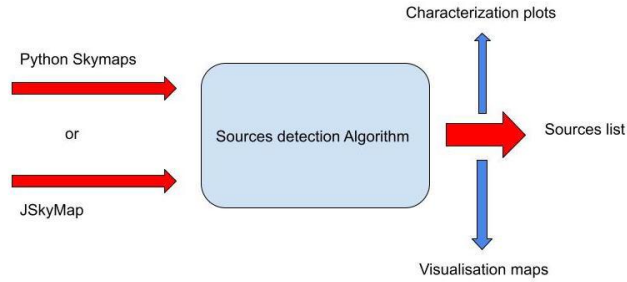 Characterization plots
Python Skymaps
or
Sources detection Algorithm
Sources list
JSkyMap
Visualisation maps